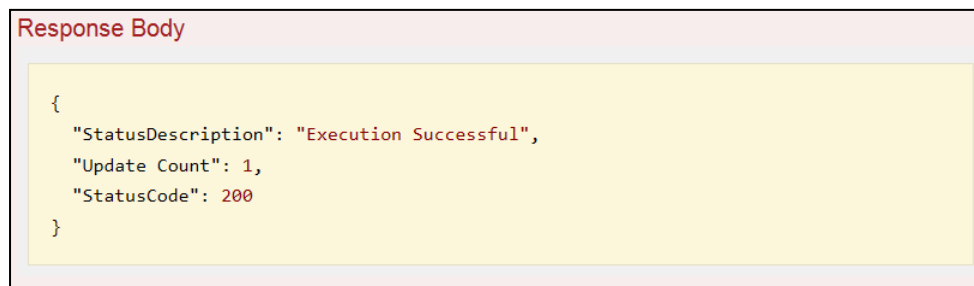 Response Body
{
"StatusDescription": "Execution Successful",
"Update Count": 1,
"StatusCode": 200
}